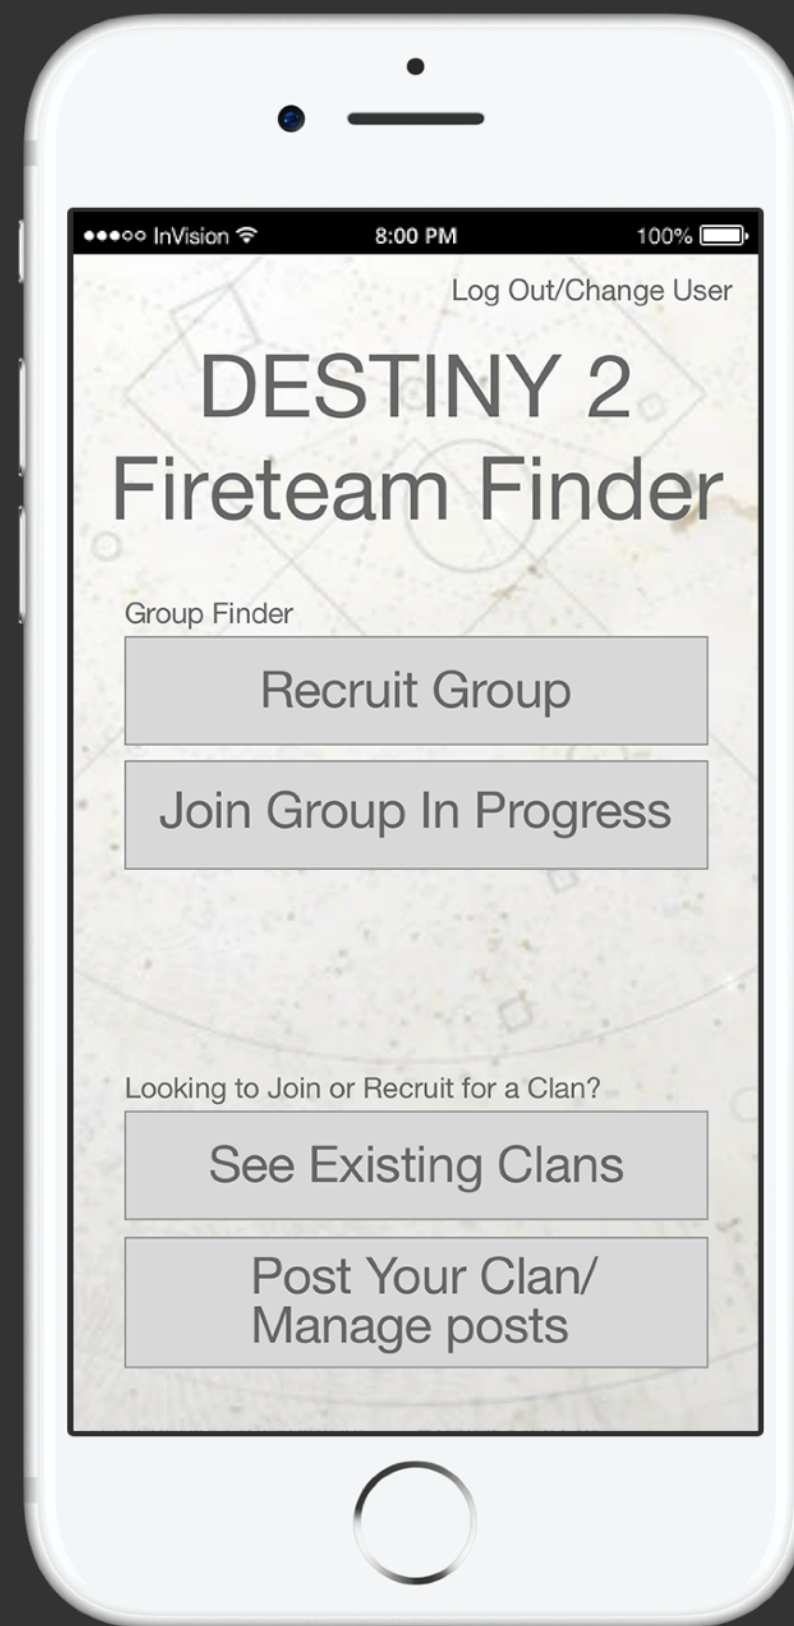 InVision 8:00 PM 100%
Log Out/Change User
DESTINY 2
Fireteam Finder
Group Finder
Recruit Group
Join Group In Progress
Looking to Join or Recruit for a Clan?
See Existing Clans
Post Your Clan/
Manage posts